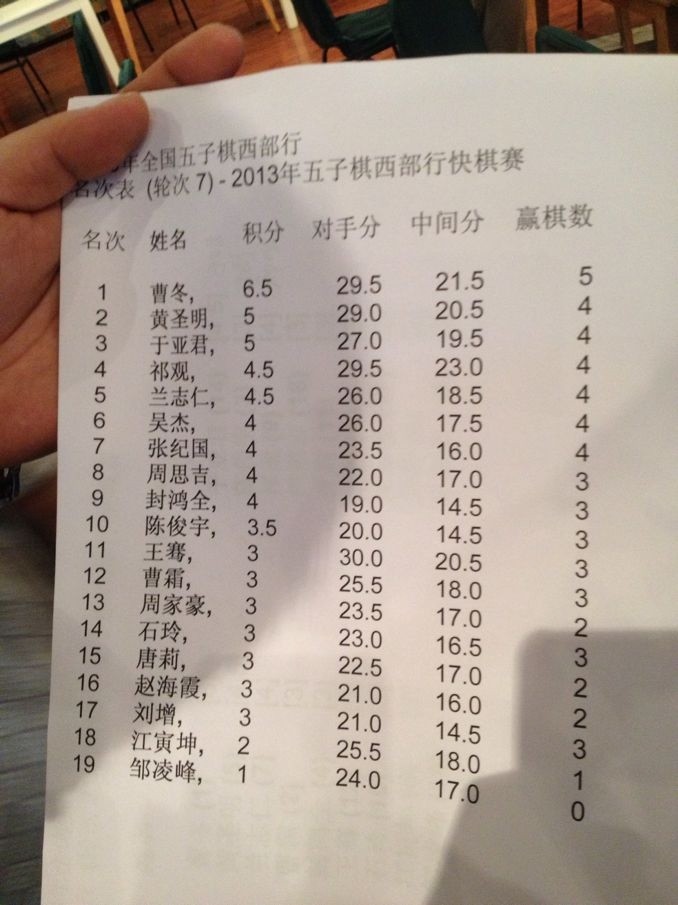 年全国五子棋西部行
名次表 (轮次 7) - 2013年五子棋西部行快棋赛
名次 姓名 积分 对手分 中间分 赢棋数
1 曹冬, 6.5 29.5 21.5 5
2 黄圣明, 5 29.0 20.5 4
3 于亚君, 5 27.0 19.5 4
4 祁观, 4.5 29.5 23.0 4
5 兰志仁, 4.5 26.0 18.5 4
6 吴杰, 4 26.0 17.5 4
7 张纪国, 4 23.5 16.0 4
8 周思吉, 4 22.0 17.0 3
9 封鸿全, 4 19.0 14.5 3
10 陈俊宇, 3.5 20.0 14.5 3
11 王骞, 3 30.0 20.5 3
12 曹霜, 3 25.5 18.0 3
13 周家豪, 3 23.5 17.0 2
14 石玲, 3 23.0 16.5 3
15 唐莉, 3 22.5 17.0 2
16 赵海霞, 3 21.0 16.0 2
17 刘增, 3 21.0 14.5 3
18 江寅坤, 2 25.5 18.0 1
19 邹凌峰, 1 24.0 17.0 0